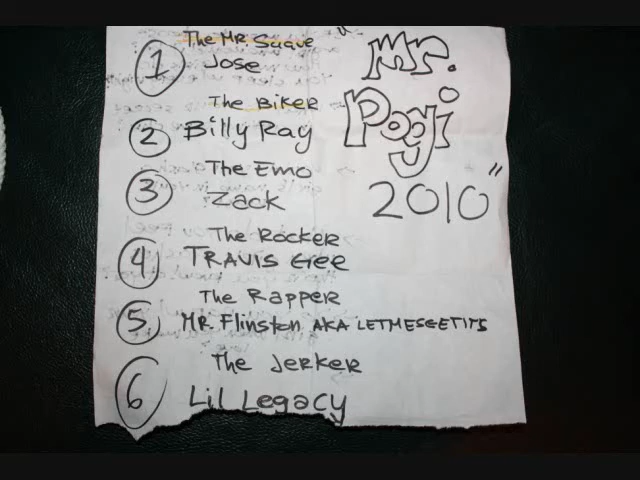 "Mr.
Pogi
2010"
The MR. Suave
1 Jose
The Biker
2 Billy Ray
The Emo
3 Zack
The Rocker
4 TRAVIS GEE
The Rapper
5 MR. Flinston AKA LETMESEETITS
The Jerker
6 Lil Legacy